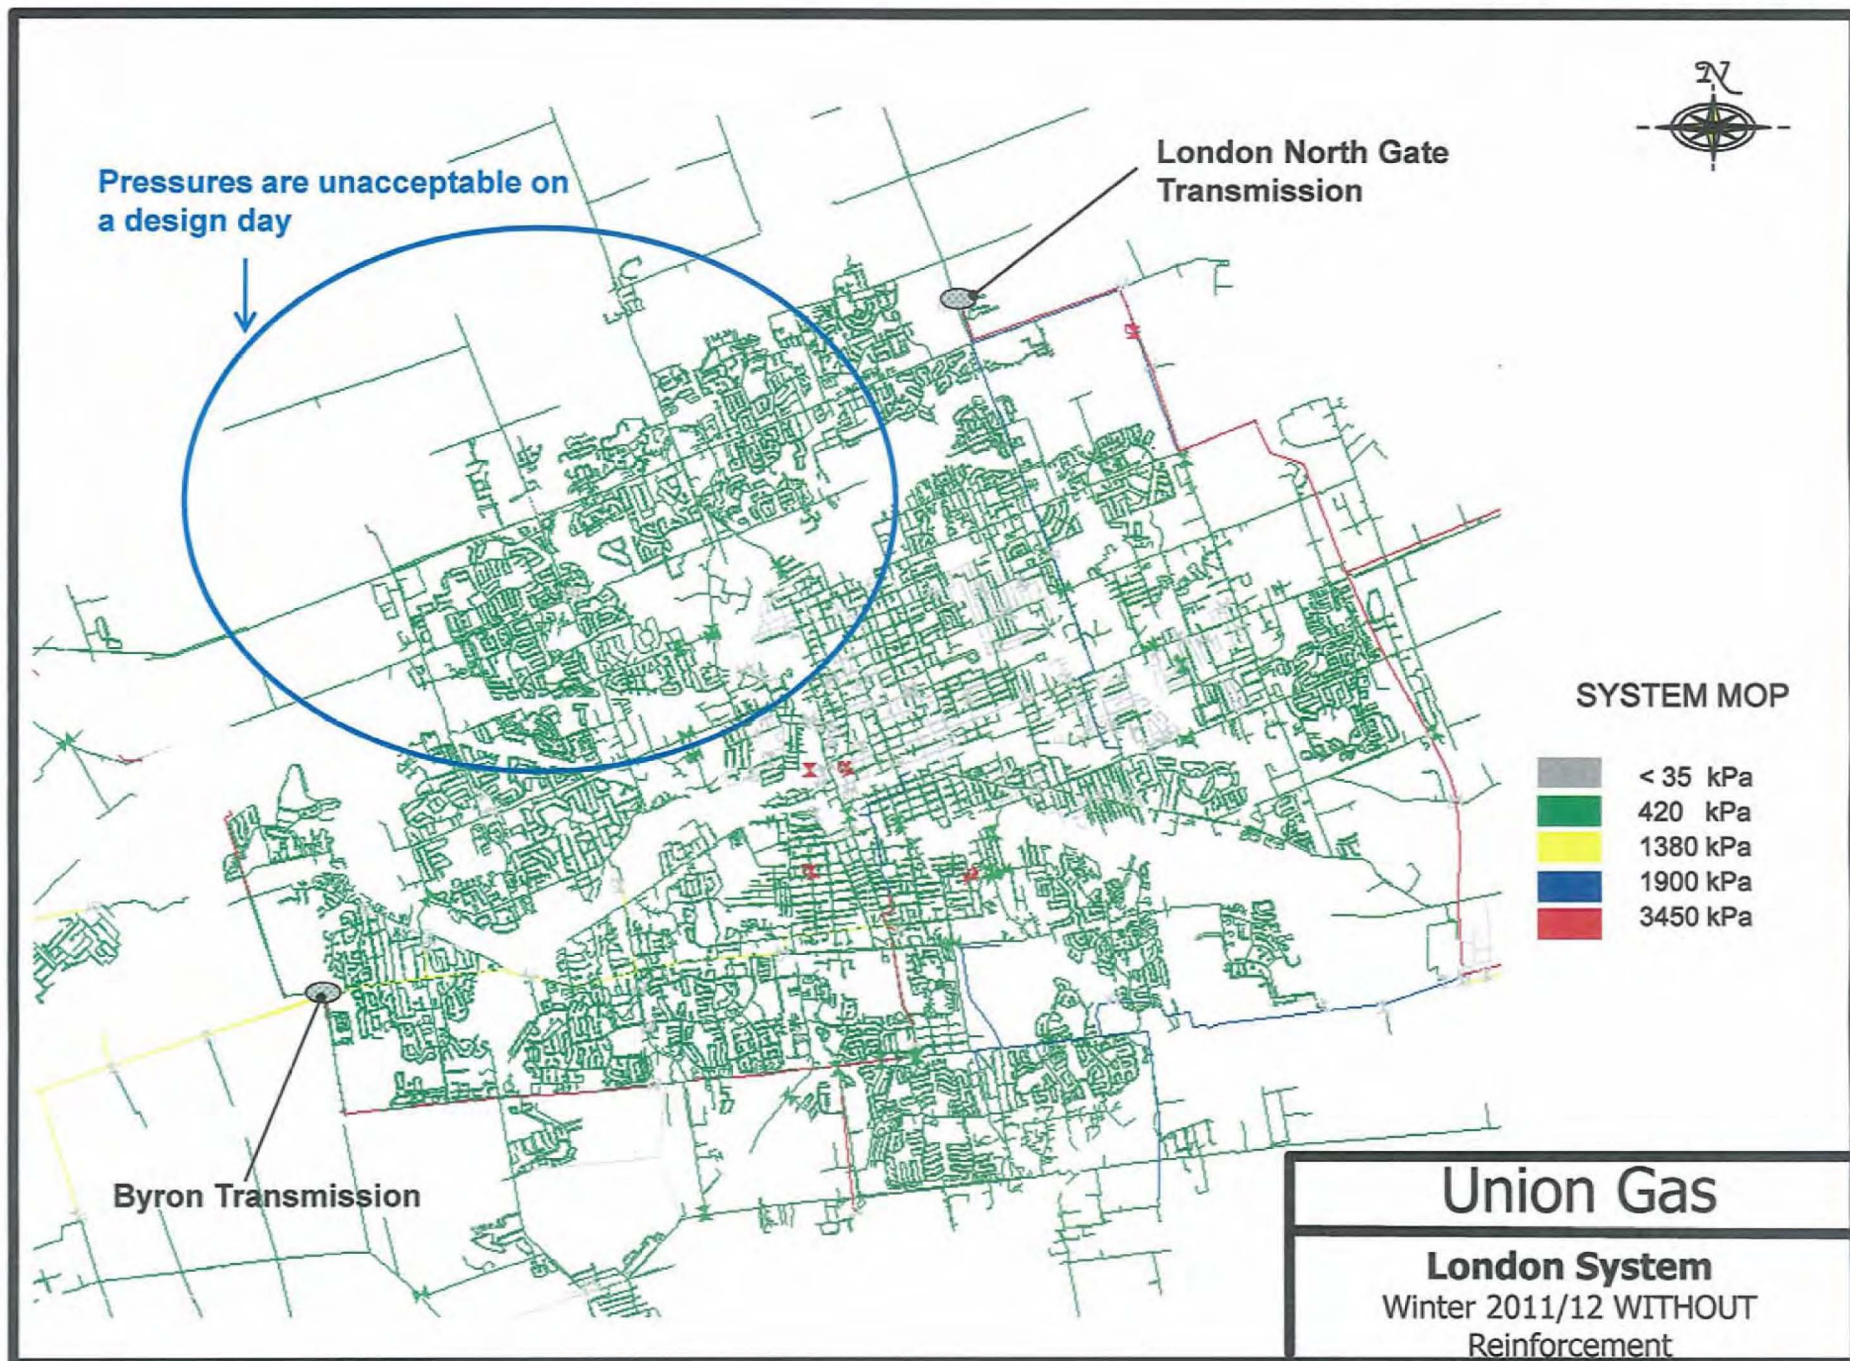 N
Pressures are unacceptable on
a design day
London North Gate
Transmission
SYSTEM MOP
< 35 kPa
420 kPa
1380 kPa
1900 kPa
3450 kPa
Byron Transmission
Union Gas
London System
Winter 2011/12 WITHOUT
Reinforcement